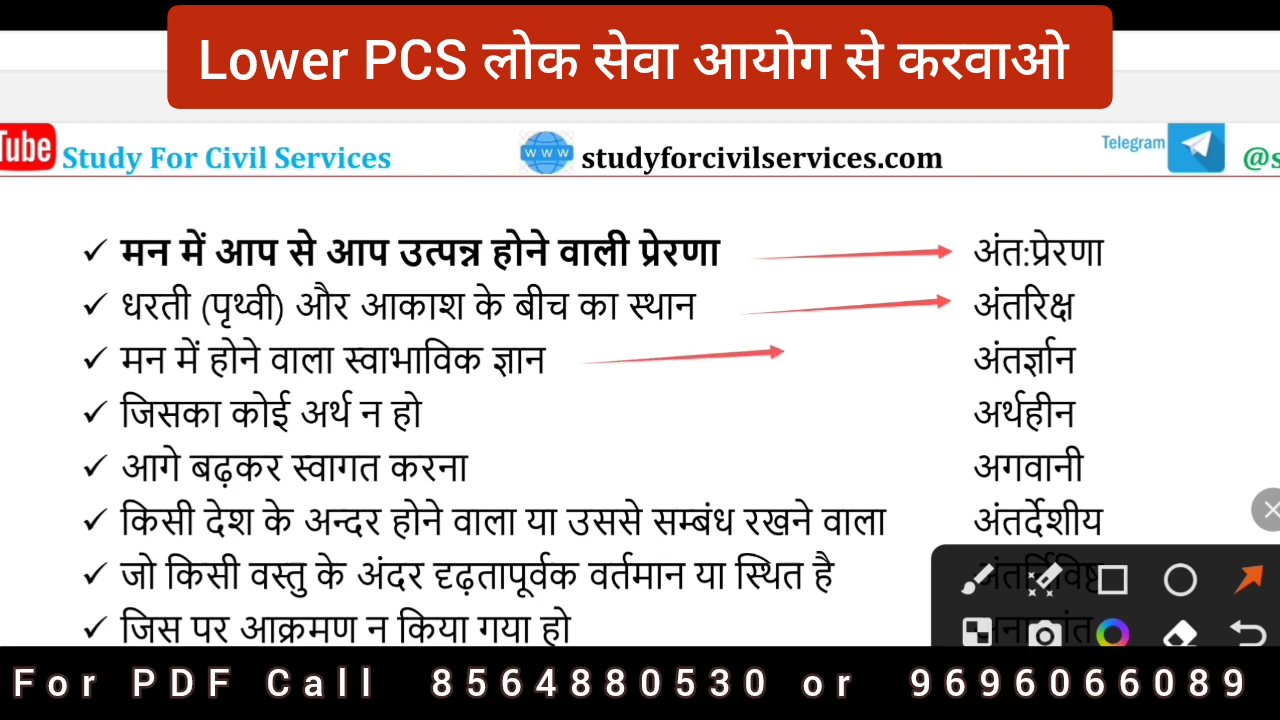 Lower PCS लोक सेवा आयोग से करवाओ
Tube Study For Civil Services www studyforcivilservices.com Telegram @s
✓ मन में आप से आप उत्पन्न होने वाली प्रेरणा अंत:प्रेरणा
✓ धरती (पृथ्वी) और आकाश के बीच का स्थान अंतरिक्ष
✓ मन में होने वाला स्वाभाविक ज्ञान अंतर्ज्ञान
✓ जिसका कोई अर्थ न हो अर्थहीन
✓ आगे बढ़कर स्वागत करना अगवानी
✓ किसी देश के अन्दर होने वाला या उससे सम्बंध रखने वाला अंतर्देशीय
✓ जो किसी वस्तु के अंदर दृढ़तापूर्वक वर्तमान या स्थित है
✓ जिस पर आक्रमण न किया गया हो
For PDF Call 8564880530 or 9696066089